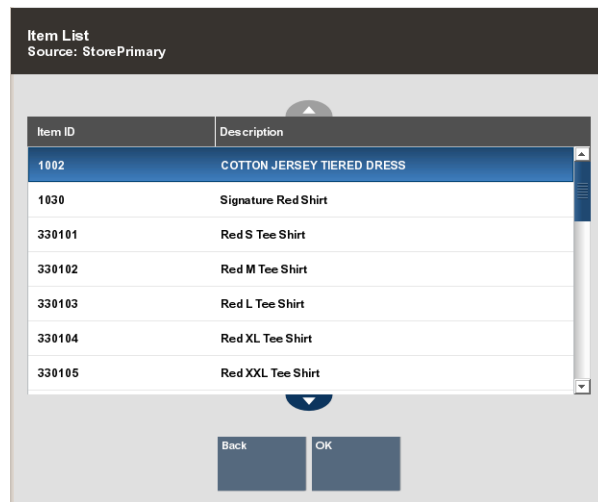 Item List
Source: StorePrimary
Item ID Description
1002 COTTON JERSEY TIERED DRESS
1030 Signature Red Shirt
330101 Red S Tee Shirt
330102 Red M Tee Shirt
330103 Red L Tee Shirt
330104 Red XL Tee Shirt
330105 Red XXL Tee Shirt
Back OK